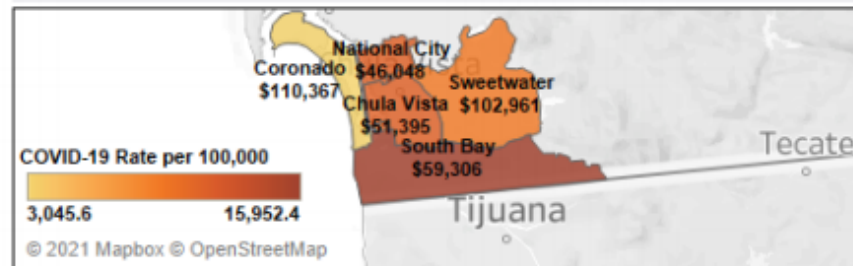 National City
$46,048
Coronado
$110,367
Sweetwater
$102,961
Chula Vista
$51,395
South Bay
$59,306
COVID-19 Rate per 100,000
3,045.6 15,952.4
Tecate
Tijuana
© 2021 Mapbox © OpenStreetMap